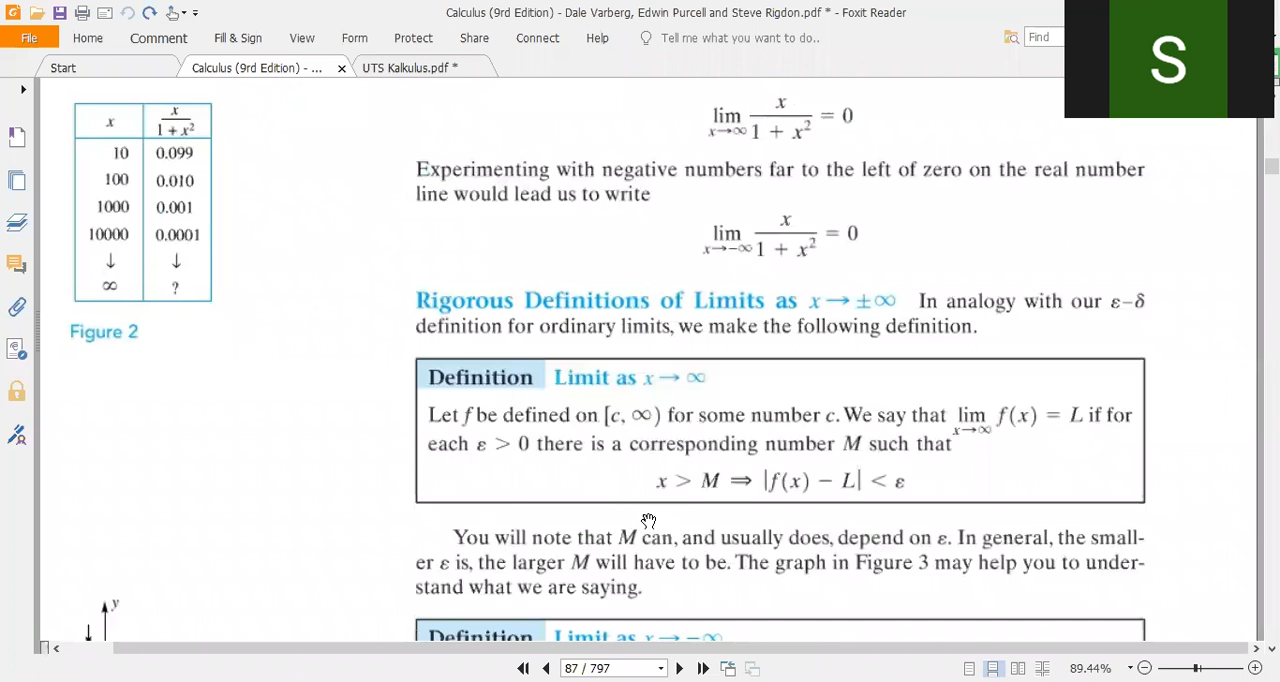 Calculus (9rd Edition) - Dale Varberg, Edwin Purcell and Steve Rigdon.pdf * - Foxit Reader
File Home Comment Fill & Sign View Form Protect Share Connect Help Tell me what you want to do.. Find
S
Start Calculus (9rd Edition) - ... x UTS Kalkulus.pdf *
x x/(1 + x²)
10 0.099
100 0.010
1000 0.001
10000 0.0001
↓ ↓
∞ ?
Figure 2
lim x→∞ x/(1 + x²) = 0
Experimenting with negative numbers far to the left of zero on the real number
line would lead us to write
lim x→−∞ x/(1 + x²) = 0
Rigorous Definitions of Limits as x → ±∞ In analogy with our ε–δ
definition for ordinary limits, we make the following definition.
Definition Limit as x → ∞
Let f be defined on [c, ∞) for some number c. We say that lim x→∞ f(x) = L if for
each ε > 0 there is a corresponding number M such that
x > M ⇒ |f(x) − L| < ε
You will note that M can, and usually does, depend on ε. In general, the small-
er ε is, the larger M will have to be. The graph in Figure 3 may help you to under-
stand what we are saying.
y
Definition Limit as x → −∞
87 / 797 89.44%